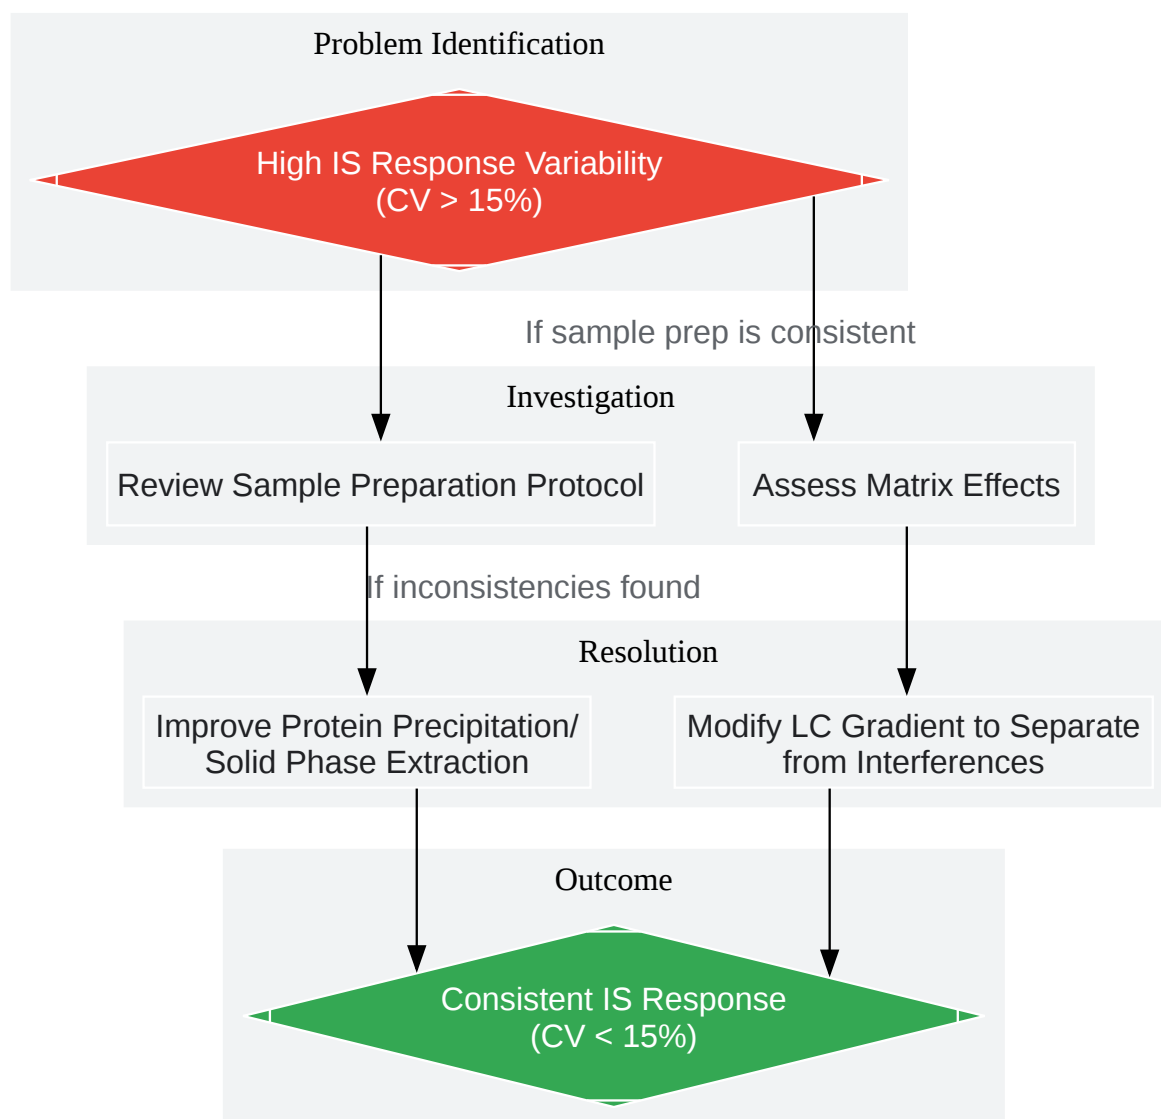 Problem Identification
High IS Response Variability
(CV > 15%)
If sample prep is consistent
Investigation
Review Sample Preparation Protocol
Assess Matrix Effects
If inconsistencies found
Resolution
Improve Protein Precipitation/
Solid Phase Extraction
Modify LC Gradient to Separate
from Interferences
Outcome
Consistent IS Response
(CV < 15%)